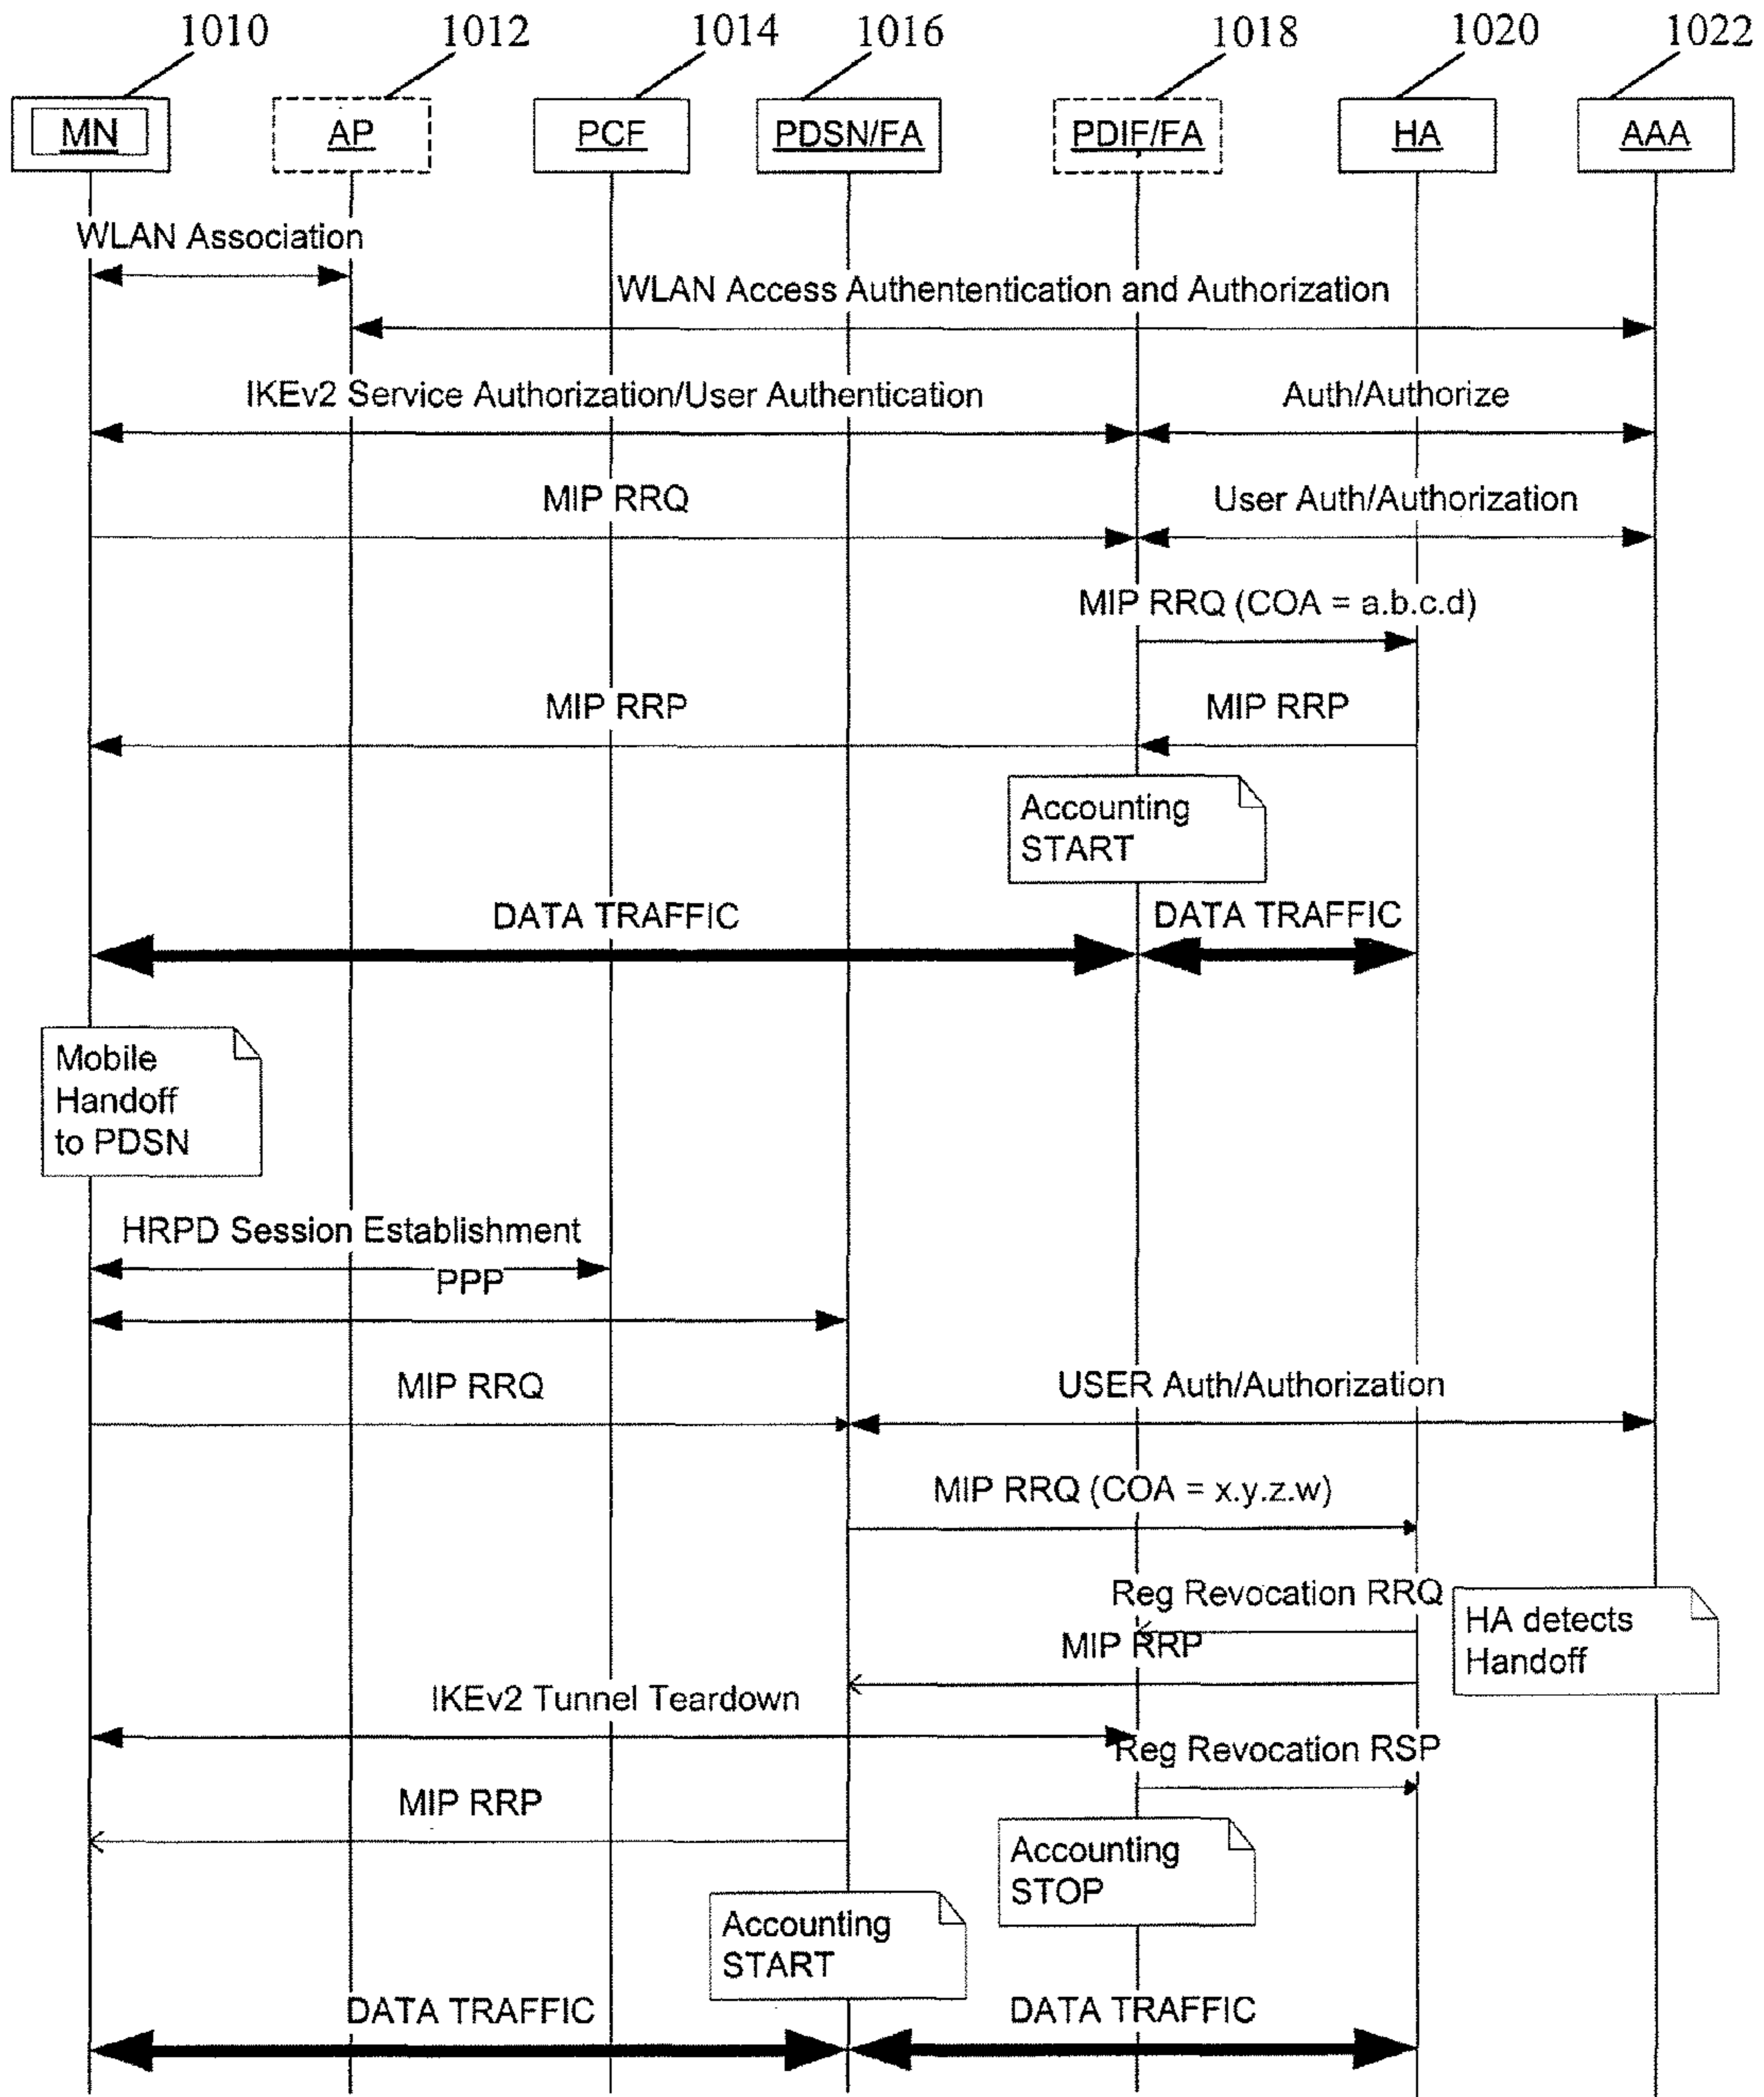 1010
1012
1014
1016
1018
1020
1022
MN
AP
PCF
PDSN/FA
PDIF/FA
HA
AAA
WLAN Association
WLAN Access Authententication and Authorization
IKEv2 Service Authorization/User Authentication
Auth/Authorize
MIP RRQ
User Auth/Authorization
MIP RRQ (COA = a.b.c.d)
MIP RRP
MIP RRP
Accounting
START
DATA TRAFFIC
DATA TRAFFIC
Mobile
Handoff
to PDSN
HRPD Session Establishment
PPP
MIP RRQ
USER Auth/Authorization
MIP RRQ (COA = x.y.z.w)
Reg Revocation RRQ
HA detects
Handoff
MIP RRP
IKEv2 Tunnel Teardown
Reg Revocation RSP
MIP RRP
Accounting
STOP
Accounting
START
DATA TRAFFIC
DATA TRAFFIC